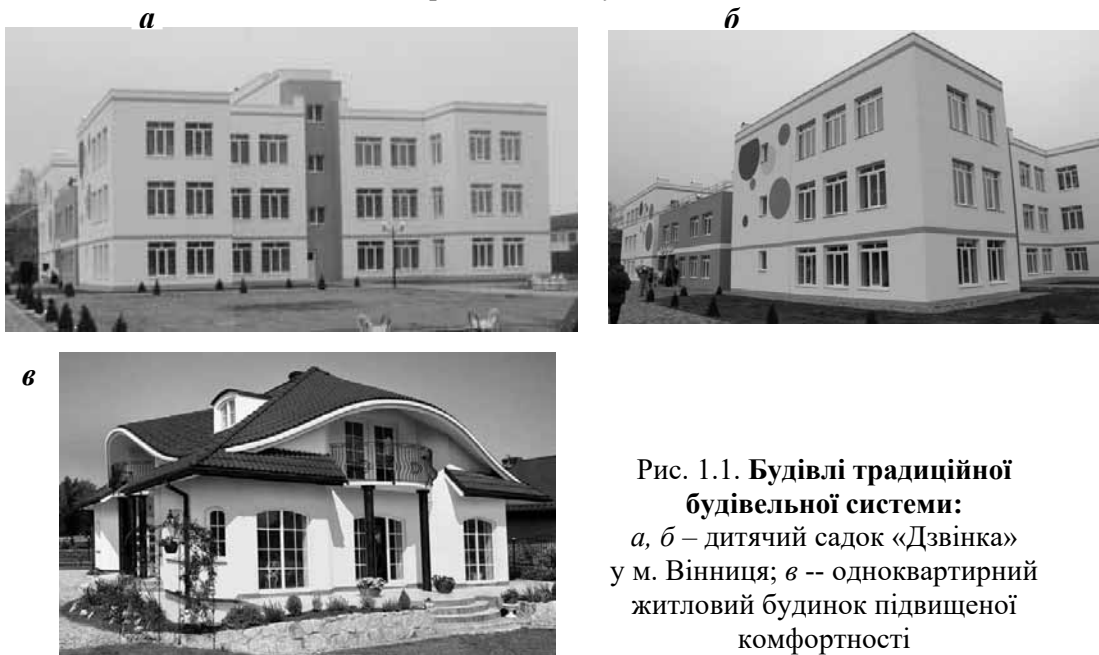 а
б
в
Рис. 1.1. Будівлі традиційної
будівельної системи:
а, б – дитячий садок «Дзвінка»
у м. Вінниця; в -- одноквартирний
житловий будинок підвищеної
комфортності